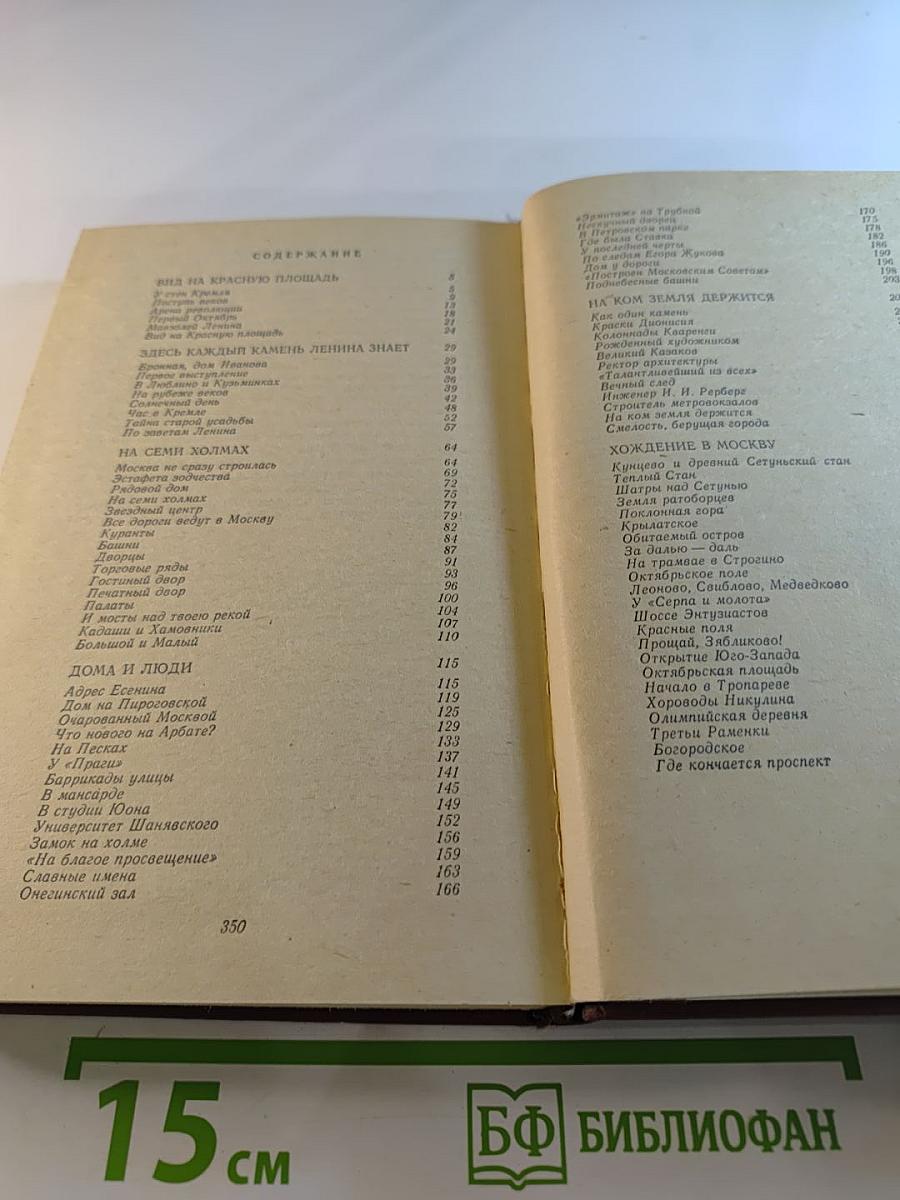 СОДЕРЖАНИЕ
ВИД НА КРАСНУЮ ПЛОЩАДЬ 5
У стен Кремля 5
Поступь веков 9
Арена революции 13
Первый Октябрь 18
Мавзолей Ленина 21
Вид на Красную площадь 24
ЗДЕСЬ КАЖДЫЙ КАМЕНЬ ЛЕНИНА ЗНАЕТ 29
Бронная, дом Иванова 29
Первое выступление 33
В Люблино и Кузьминках 36
На рубеже веков 39
Солнечный день 42
Час в Кремле 48
Тайна старой усадьбы 52
По заветам Ленина 57
НА СЕМИ ХОЛМАХ 64
Москва не сразу строилась 64
Эстафета зодчества 69
Рядовой дом 72
На семи холмах 75
Звездный центр 77
Все дороги ведут в Москву 79
Куранты 82
Башни 84
Дворцы 87
Торговые ряды 91
Гостиный двор 93
Печатный двор 96
Палаты 100
И мосты над твоею рекой 104
Кадаши и Хамовники 107
Большой и Малый 110
ДОМА И ЛЮДИ 115
Адрес Есенина 115
Дом на Пироговской 119
Очарованный Москвой 125
Что нового на Арбате? 129
На Песках 133
У «Праги» 137
Баррикады улицы 141
В мансарде 145
В студии Юона 149
Университет Шанявского 152
Замок на холме 156
«На благое просвещение» 159
Славные имена 163
Онегинский зал 166
350
«Эрмитаж» на Трубной 170
Нескучный дворец 175
В Петровском парке 178
Где была Ставка 182
У последней черты 186
По следам Егора Жукова 190
Дом у дороги 196
«Построен Московским Советом» 198
Поднебесные башни 203
НА КОМ ЗЕМЛЯ ДЕРЖИТСЯ
Как один камень
Краски Дионисия
Колоннады Кваренги
Рожденный художником
Великий Казаков
Ректор архитектуры
«Талантливейший из всех»
Вечный след
Инженер И. И. Рерберг
Строитель метровокзалов
На ком земля держится
Смелость, берущая города
ХОЖДЕНИЕ В МОСКВУ
Кунцево и древний Сетуньский стан
Теплый Стан
Шатры над Сетунью
Земля ратоборцев
Поклонная гора
Крылатское
Обитаемый остров
За далью — даль
На трамвае в Строгино
Октябрьское поле
Леоново, Свиблово, Медведково
У «Серпа и молота»
Шоссе Энтузиастов
Красные поля
Прощай, Зябликово!
Открытие Юго-Запада
Октябрьская площадь
Начало в Тропареве
Хороводы Никулина
Олимпийская деревня
Третьи Раменки
Богородское
Где кончается проспект
15 см
БФ БИБЛИОФАН